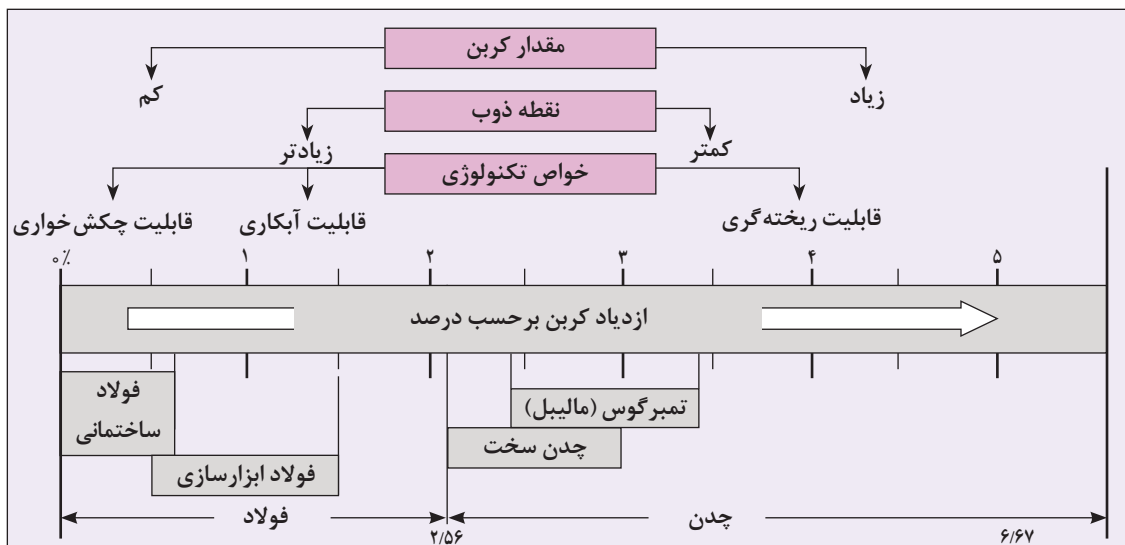 مقدار کربن
زیاد
کم
نقطه ذوب
کمتر
زیادتر
خواص تکنولوژی
قابلیت ریخته‌گری
قابلیت آبکاری
قابلیت چکش‌خواری
۰٪ ۱ ۲ ۳ ۴ ۵
ازدیاد کربن برحسب درصد
فولاد
ساختمانی
تمبرگوس (مالیبل)
چدن سخت
فولاد ابزارسازی
فولاد
چدن
۲/۵۶
۶/۶۷